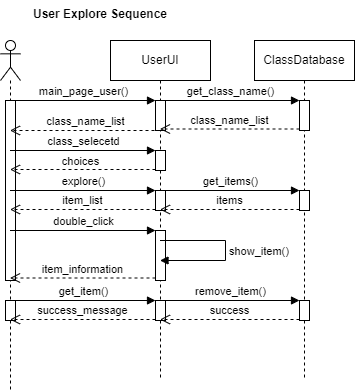 User Explore Sequence
UserUI
ClassDatabase
main_page_user()
get_class_name()
class_name_list
class_name_list
class_selecetd
choices
explore()
get_items()
item_list
items
double_click
show_item()
item_information
get_item()
remove_item()
success_message
success